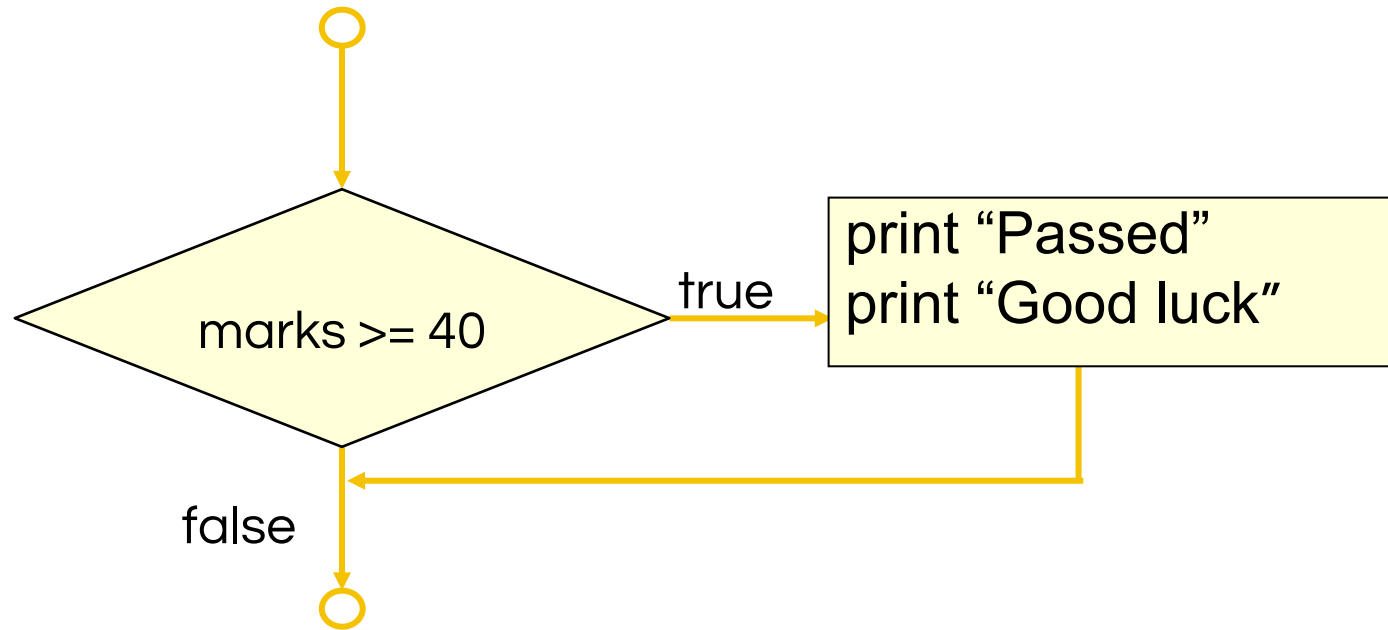 marks >= 40
true
print “Passed”
print “Good luck”
false